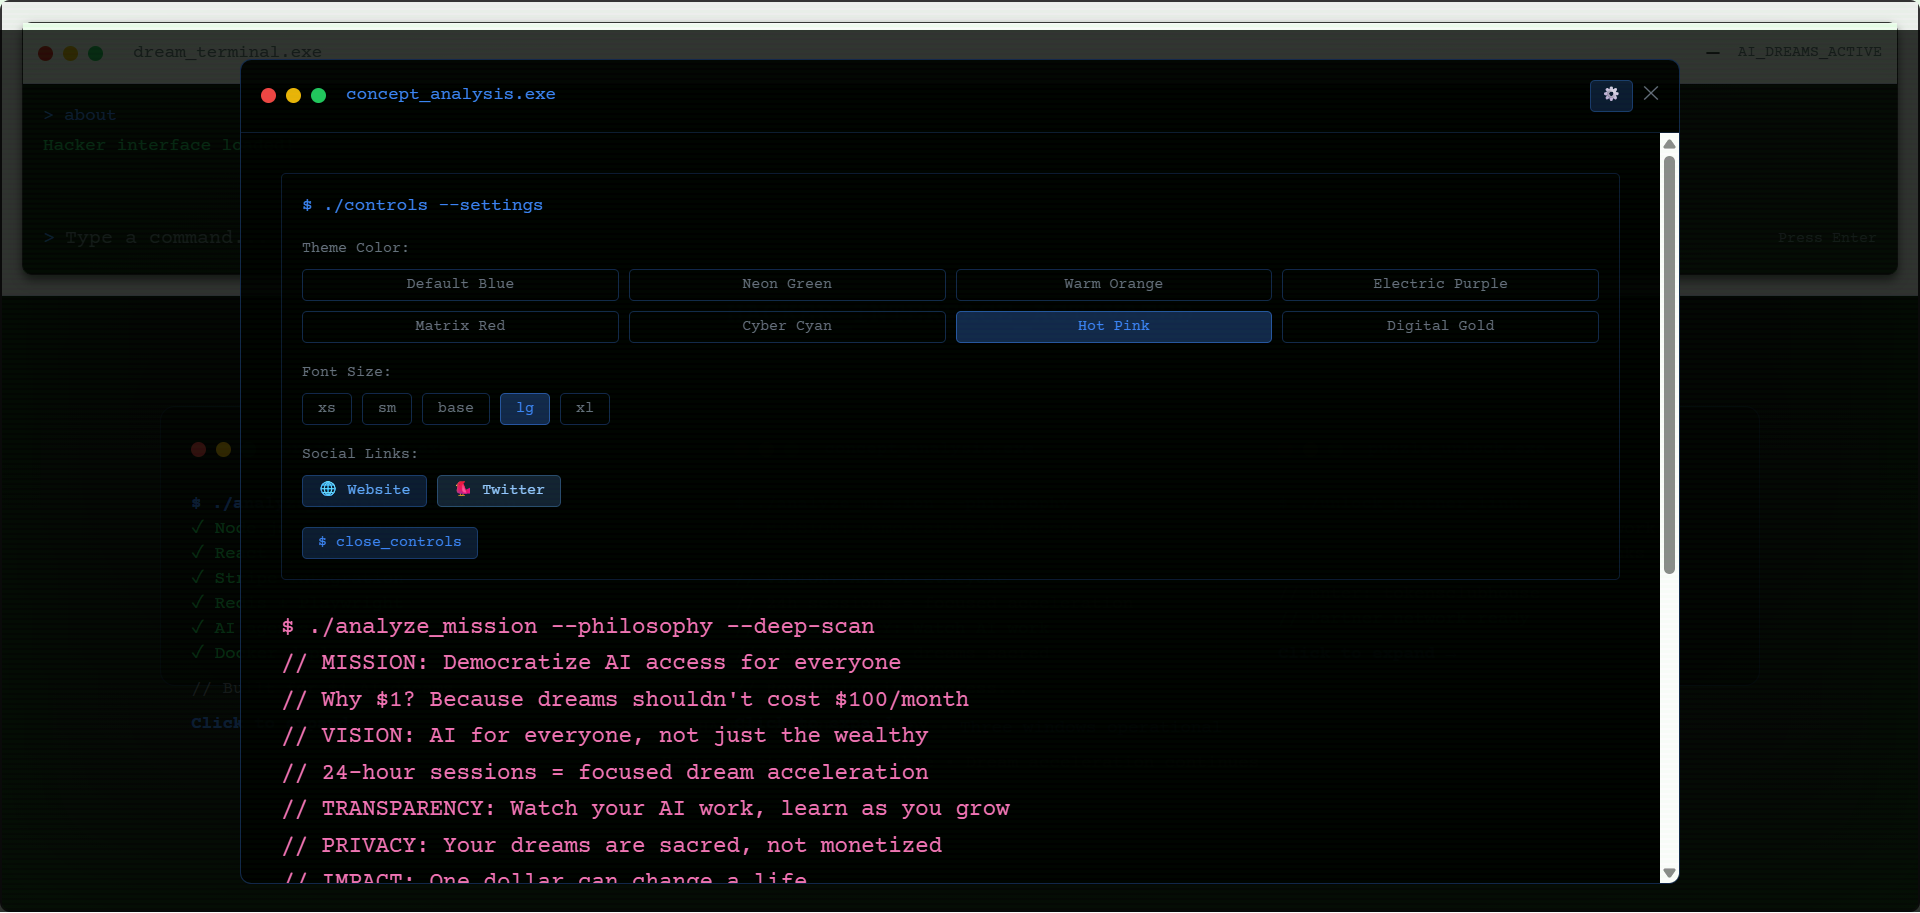 dream_terminal.exe
AI_DREAMS_ACTIVE
concept_analysis.exe
> about
Hacker interface lo
> Type a command.
Press Enter
$ ./controls --settings
Theme Color:
Default Blue
Neon Green
Warm Orange
Electric Purple
Matrix Red
Cyber Cyan
Hot Pink
Digital Gold
Font Size:
xs
sm
base
lg
xl
Social Links:
🌐 Website
🐦 Twitter
$ close_controls
$ ./a
✓ Noc
✓ Rea
✓ Str
✓ Rec
✓ AI
✓ Doc
// Bu
Click
$ ./analyze_mission --philosophy --deep-scan
// MISSION: Democratize AI access for everyone
// Why $1? Because dreams shouldn't cost $100/month
// VISION: AI for everyone, not just the wealthy
// 24-hour sessions = focused dream acceleration
// TRANSPARENCY: Watch your AI work, learn as you grow
// PRIVACY: Your dreams are sacred, not monetized
// IMPACT: One dollar can change a life